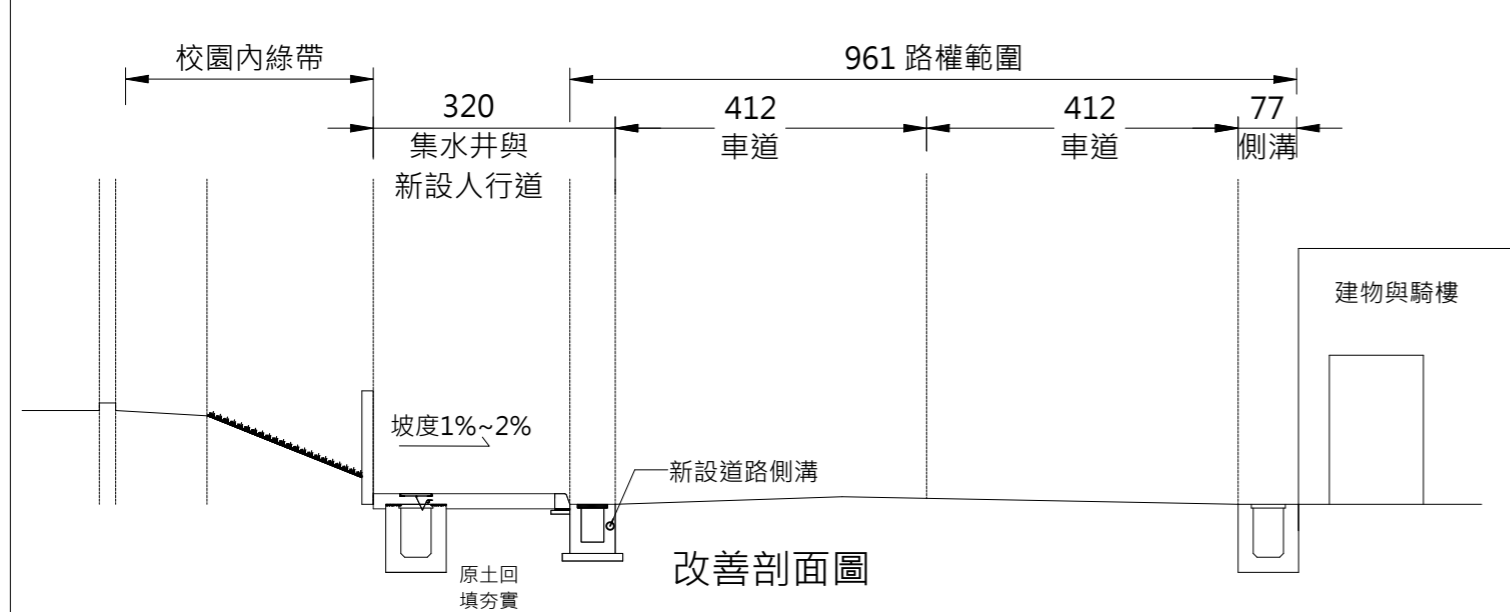 校園內綠帶
961 路權範圍
320
集水井與
新設人行道
412
車道
412
車道
77
側溝
建物與騎樓
坡度1%~2%
新設道路側溝
改善剖面圖
原土回
填夯實